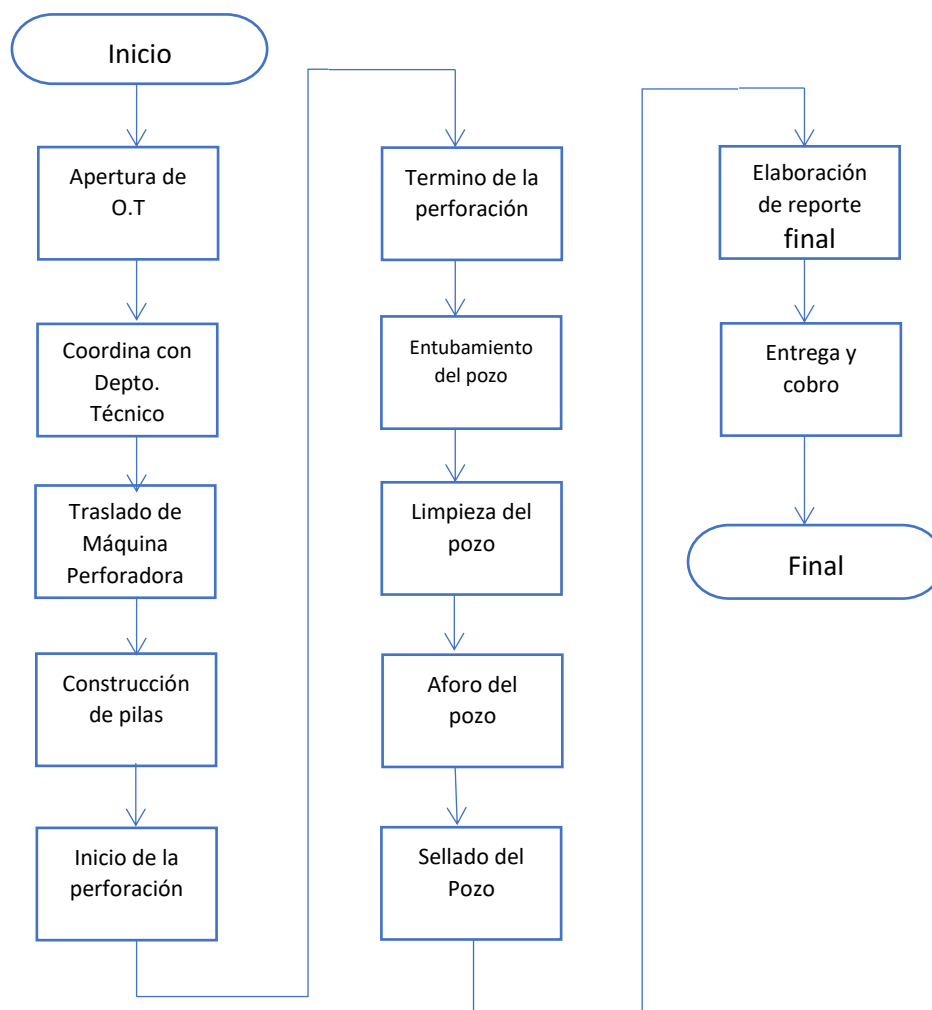 Inicio
Apertura de
O.T
Coordina con
Depto.
Técnico
Traslado de
Máquina
Perforadora
Construcción
de pilas
Inicio de la
perforación
Termino de la
perforación
Entubamiento
del pozo
Limpieza del
pozo
Aforo del
pozo
Sellado del
Pozo
Elaboración
de reporte
final
Entrega y
cobro
Final